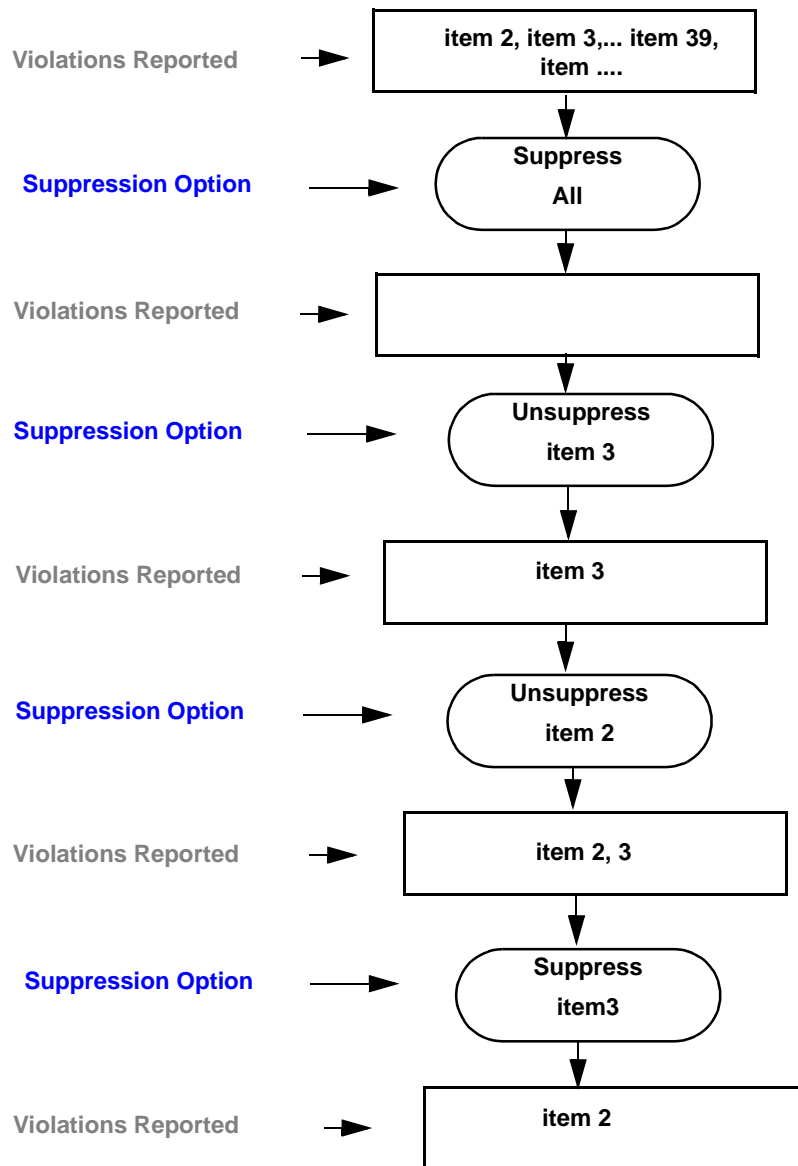 Violations Reported
item 2, item 3,... item 39,
item ....
Suppression Option
Suppress
All
Violations Reported
Suppression Option
Unsuppress
item 3
Violations Reported
item 3
Suppression Option
Unsuppress
item 2
Violations Reported
item 2, 3
Suppression Option
Suppress
item3
Violations Reported
item 2